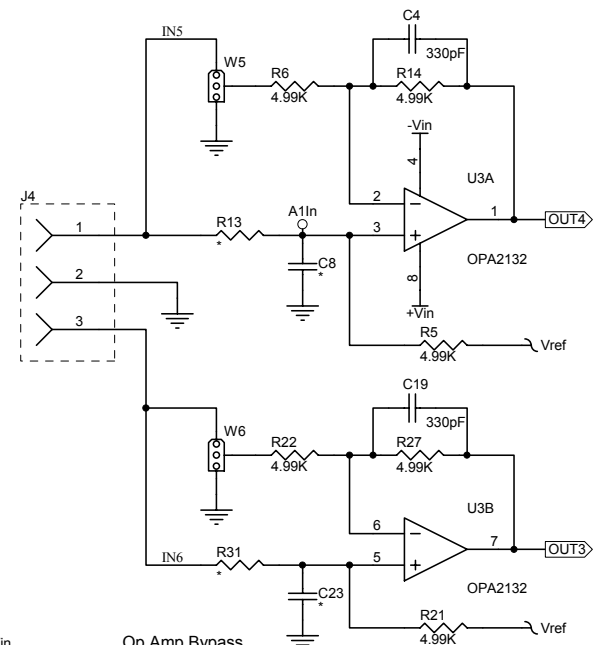 C4
IN5
330pF
W5
R6
R14
4.99K
4.99K
-Vin
4
U3A
J4
2
1
R13
A1In
3
1
OUT4
*
C8
*
OPA2132
2
8
+Vin
3
R5
Vref
4.99K
C19
330pF
W6
R22
R27
4.99K
4.99K
U3B
6
7
OUT3
IN6
R31
5
*
C23
*
OPA2132
R21
Vref
4.99K
in
Op Amp Bypass